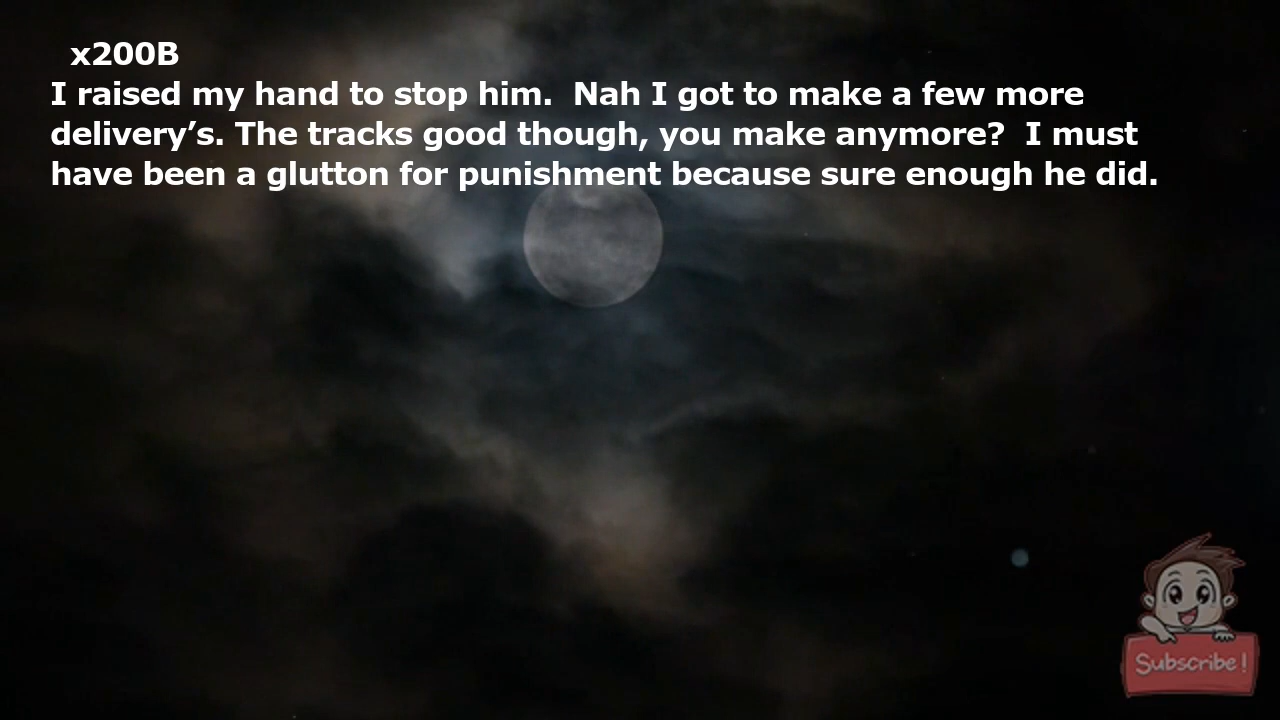 x200B
I raised my hand to stop him.  Nah I got to make a few more
delivery’s. The tracks good though, you make anymore?  I must
have been a glutton for punishment because sure enough he did.
Subscribe!